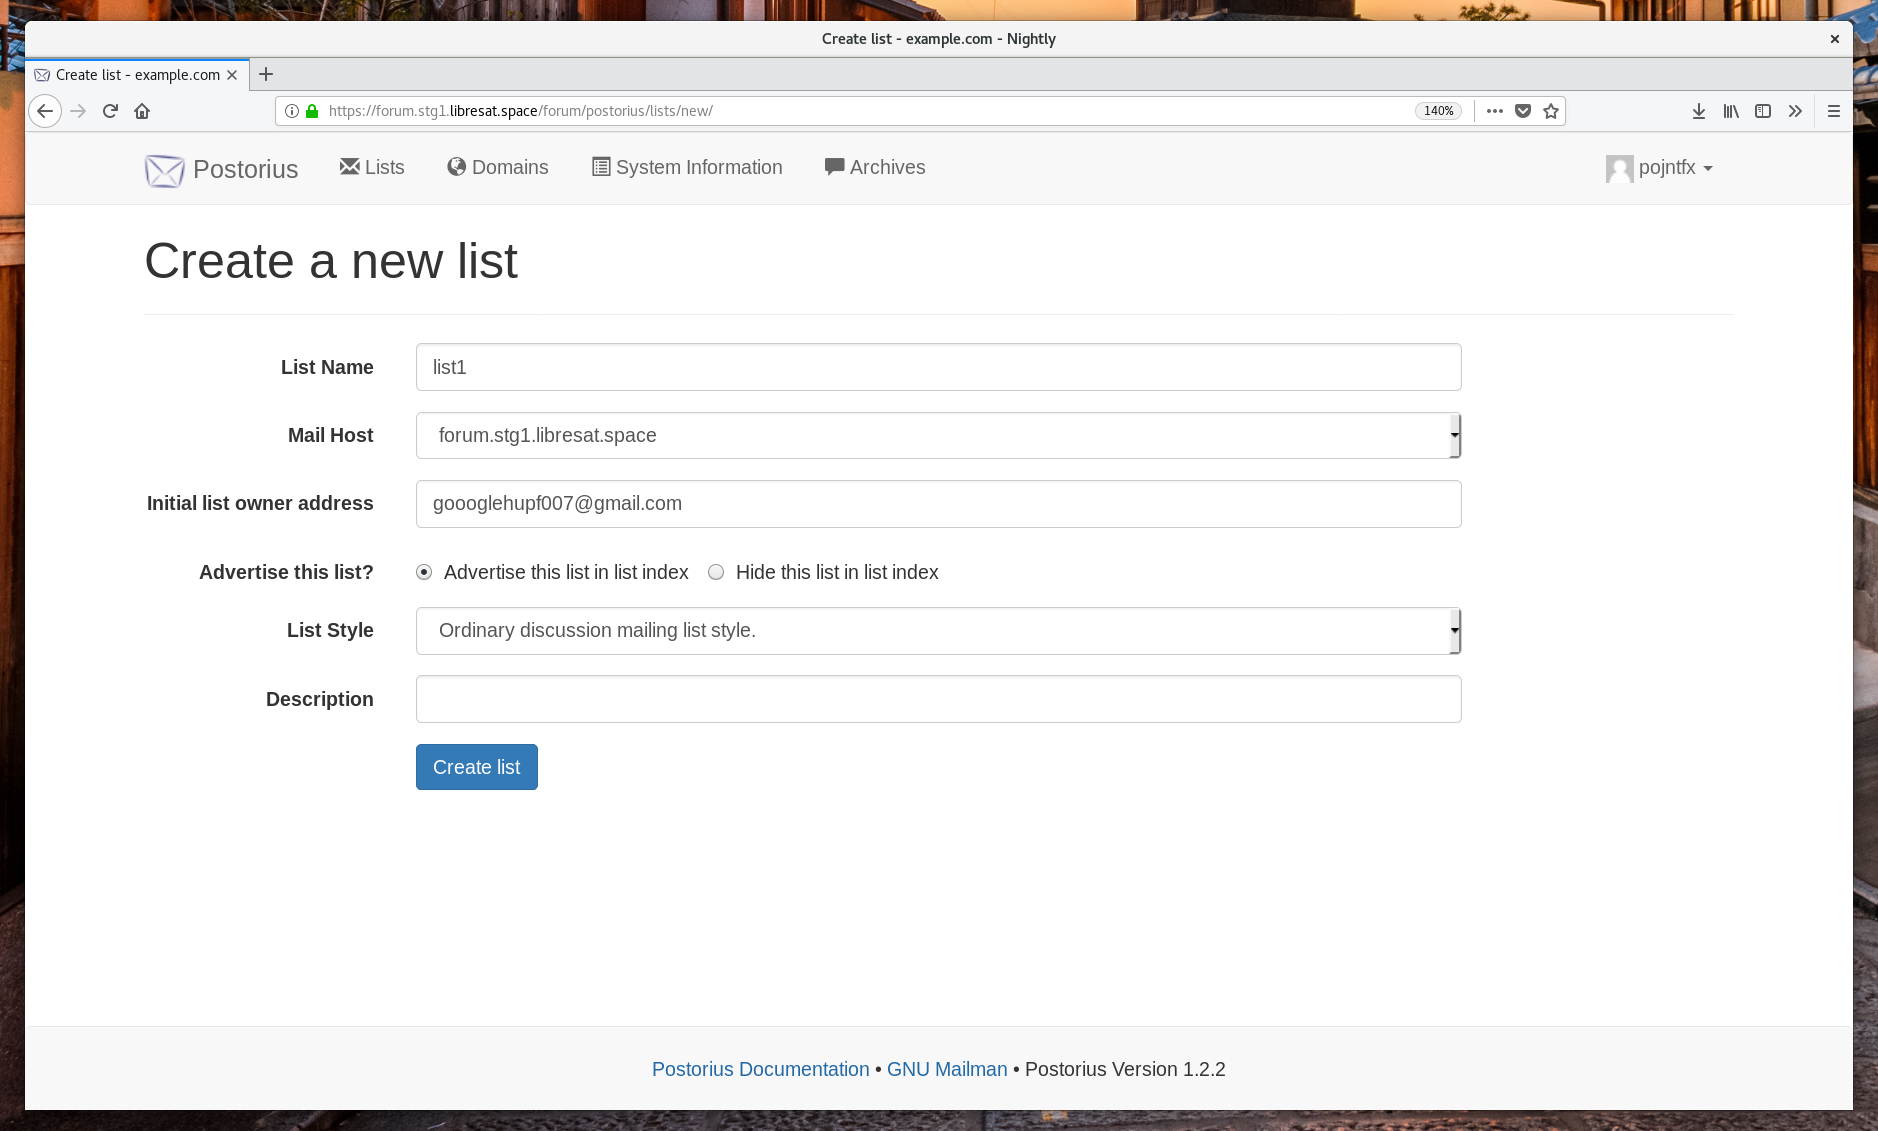 Create list - example.com - Nightly
Create list - example.com
https://forum.stg1.libresat.space/forum/postorius/lists/new/ 140%
Postorius Lists Domains System Information Archives pojntfx
Create a new list
List Name list1
Mail Host forum.stg1.libresat.space
Initial list owner address goooglehupf007@gmail.com
Advertise this list? Advertise this list in list index Hide this list in list index
List Style Ordinary discussion mailing list style.
Description
Create list
Postorius Documentation • GNU Mailman • Postorius Version 1.2.2